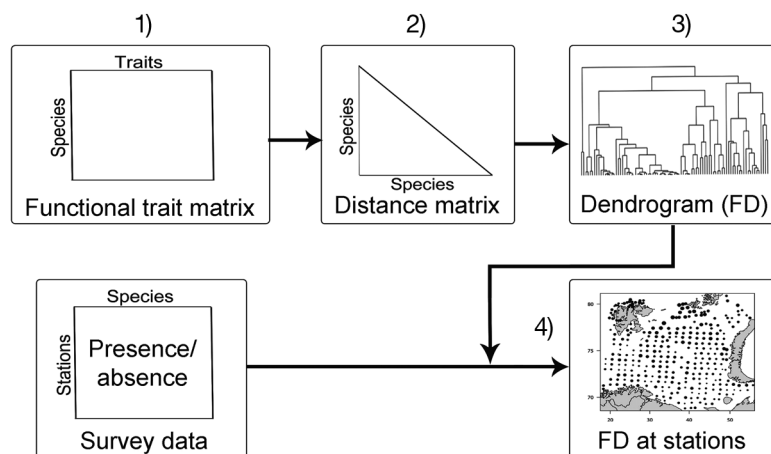 1)
Traits
Species
Functional trait matrix
2)
Species
Species
Distance matrix
3)
Dendrogram (FD)
Species
Stations
Presence/
absence
Survey data
4)
80
75
70
20
30
40
50
FD at stations